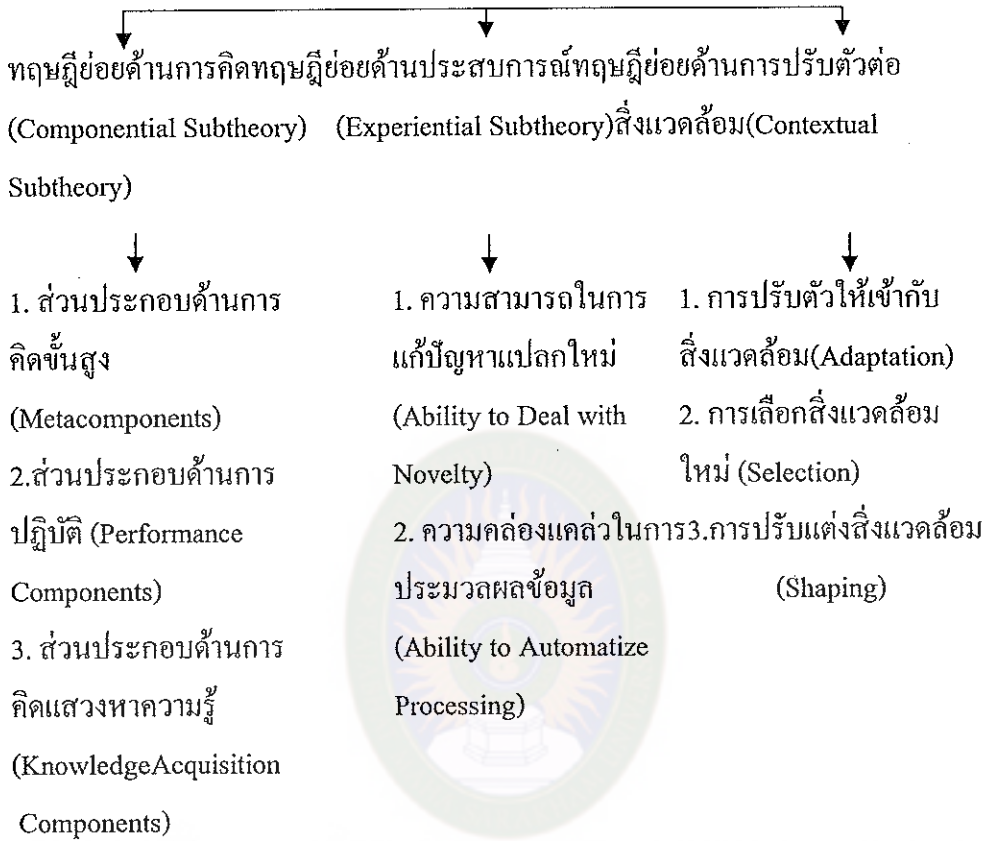 ทฤษฎีย่อยด้านการคิดทฤษฎีย่อยด้านประสบการณ์ทฤษฎีย่อยด้านการปรับตัวต่อ
(Componential Subtheory) (Experiential Subtheory)สิ่งแวดล้อม(Contextual
Subtheory)
1. ส่วนประกอบด้านการ
คิดขั้นสูง
(Metacomponents)
2.ส่วนประกอบด้านการ
ปฏิบัติ (Performance
Components)
3. ส่วนประกอบด้านการ
คิดแสวงหาความรู้
(KnowledgeAcquisition
Components)
1. ความสามารถในการ
แก้ปัญหาแปลกใหม่
(Ability to Deal with
Novelty)
2. ความคล่องแคล่วในการ
ประมวลผลข้อมูล
(Ability to Automatize
Processing)
1. การปรับตัวให้เข้ากับ
สิ่งแวดล้อม(Adaptation)
2. การเลือกสิ่งแวดล้อม
ใหม่ (Selection)
3.การปรับแต่งสิ่งแวดล้อม
(Shaping)